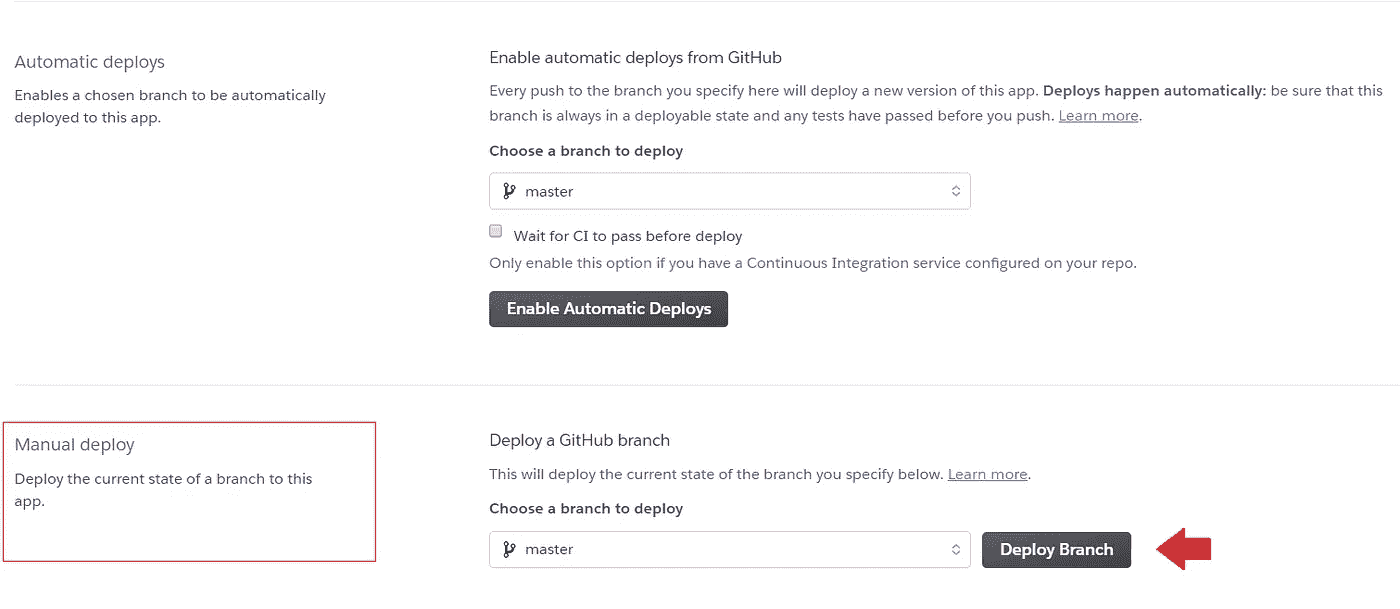 Automatic deploys
Enables a chosen branch to be automatically
deployed to this app.
Enable automatic deploys from GitHub
Every push to the branch you specify here will deploy a new version of this app. Deploys happen automatically: be sure that this
branch is always in a deployable state and any tests have passed before you push. Learn more.
Choose a branch to deploy
master
Wait for CI to pass before deploy
Only enable this option if you have a Continuous Integration service configured on your repo.
Enable Automatic Deploys
Manual deploy
Deploy the current state of a branch to this
app.
Deploy a GitHub branch
This will deploy the current state of the branch you specify below. Learn more.
Choose a branch to deploy
master
Deploy Branch